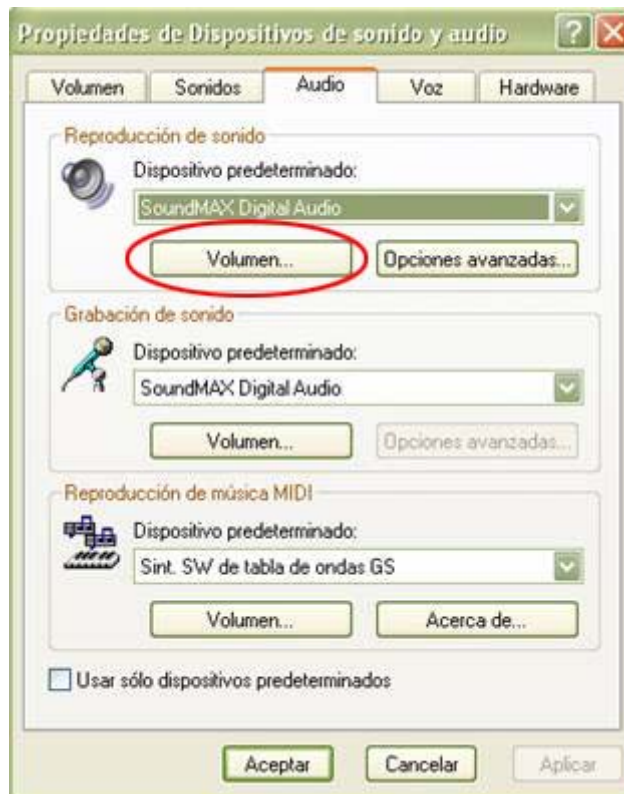 Propiedades de Dispositivos de sonido y audio
Volumen Sonidos Audio Voz Hardware
Reproducción de sonido
Dispositivo predeterminado:
SoundMAX Digital Audio
Volumen... Opciones avanzadas...
Grabación de sonido
Dispositivo predeterminado:
SoundMAX Digital Audio
Volumen... Opciones avanzadas...
Reproducción de música MIDI
Dispositivo predeterminado:
Sint. SW de tabla de ondas GS
Volumen... Acerca de...
Usar sólo dispositivos predeterminados
Aceptar Cancelar Aplicar